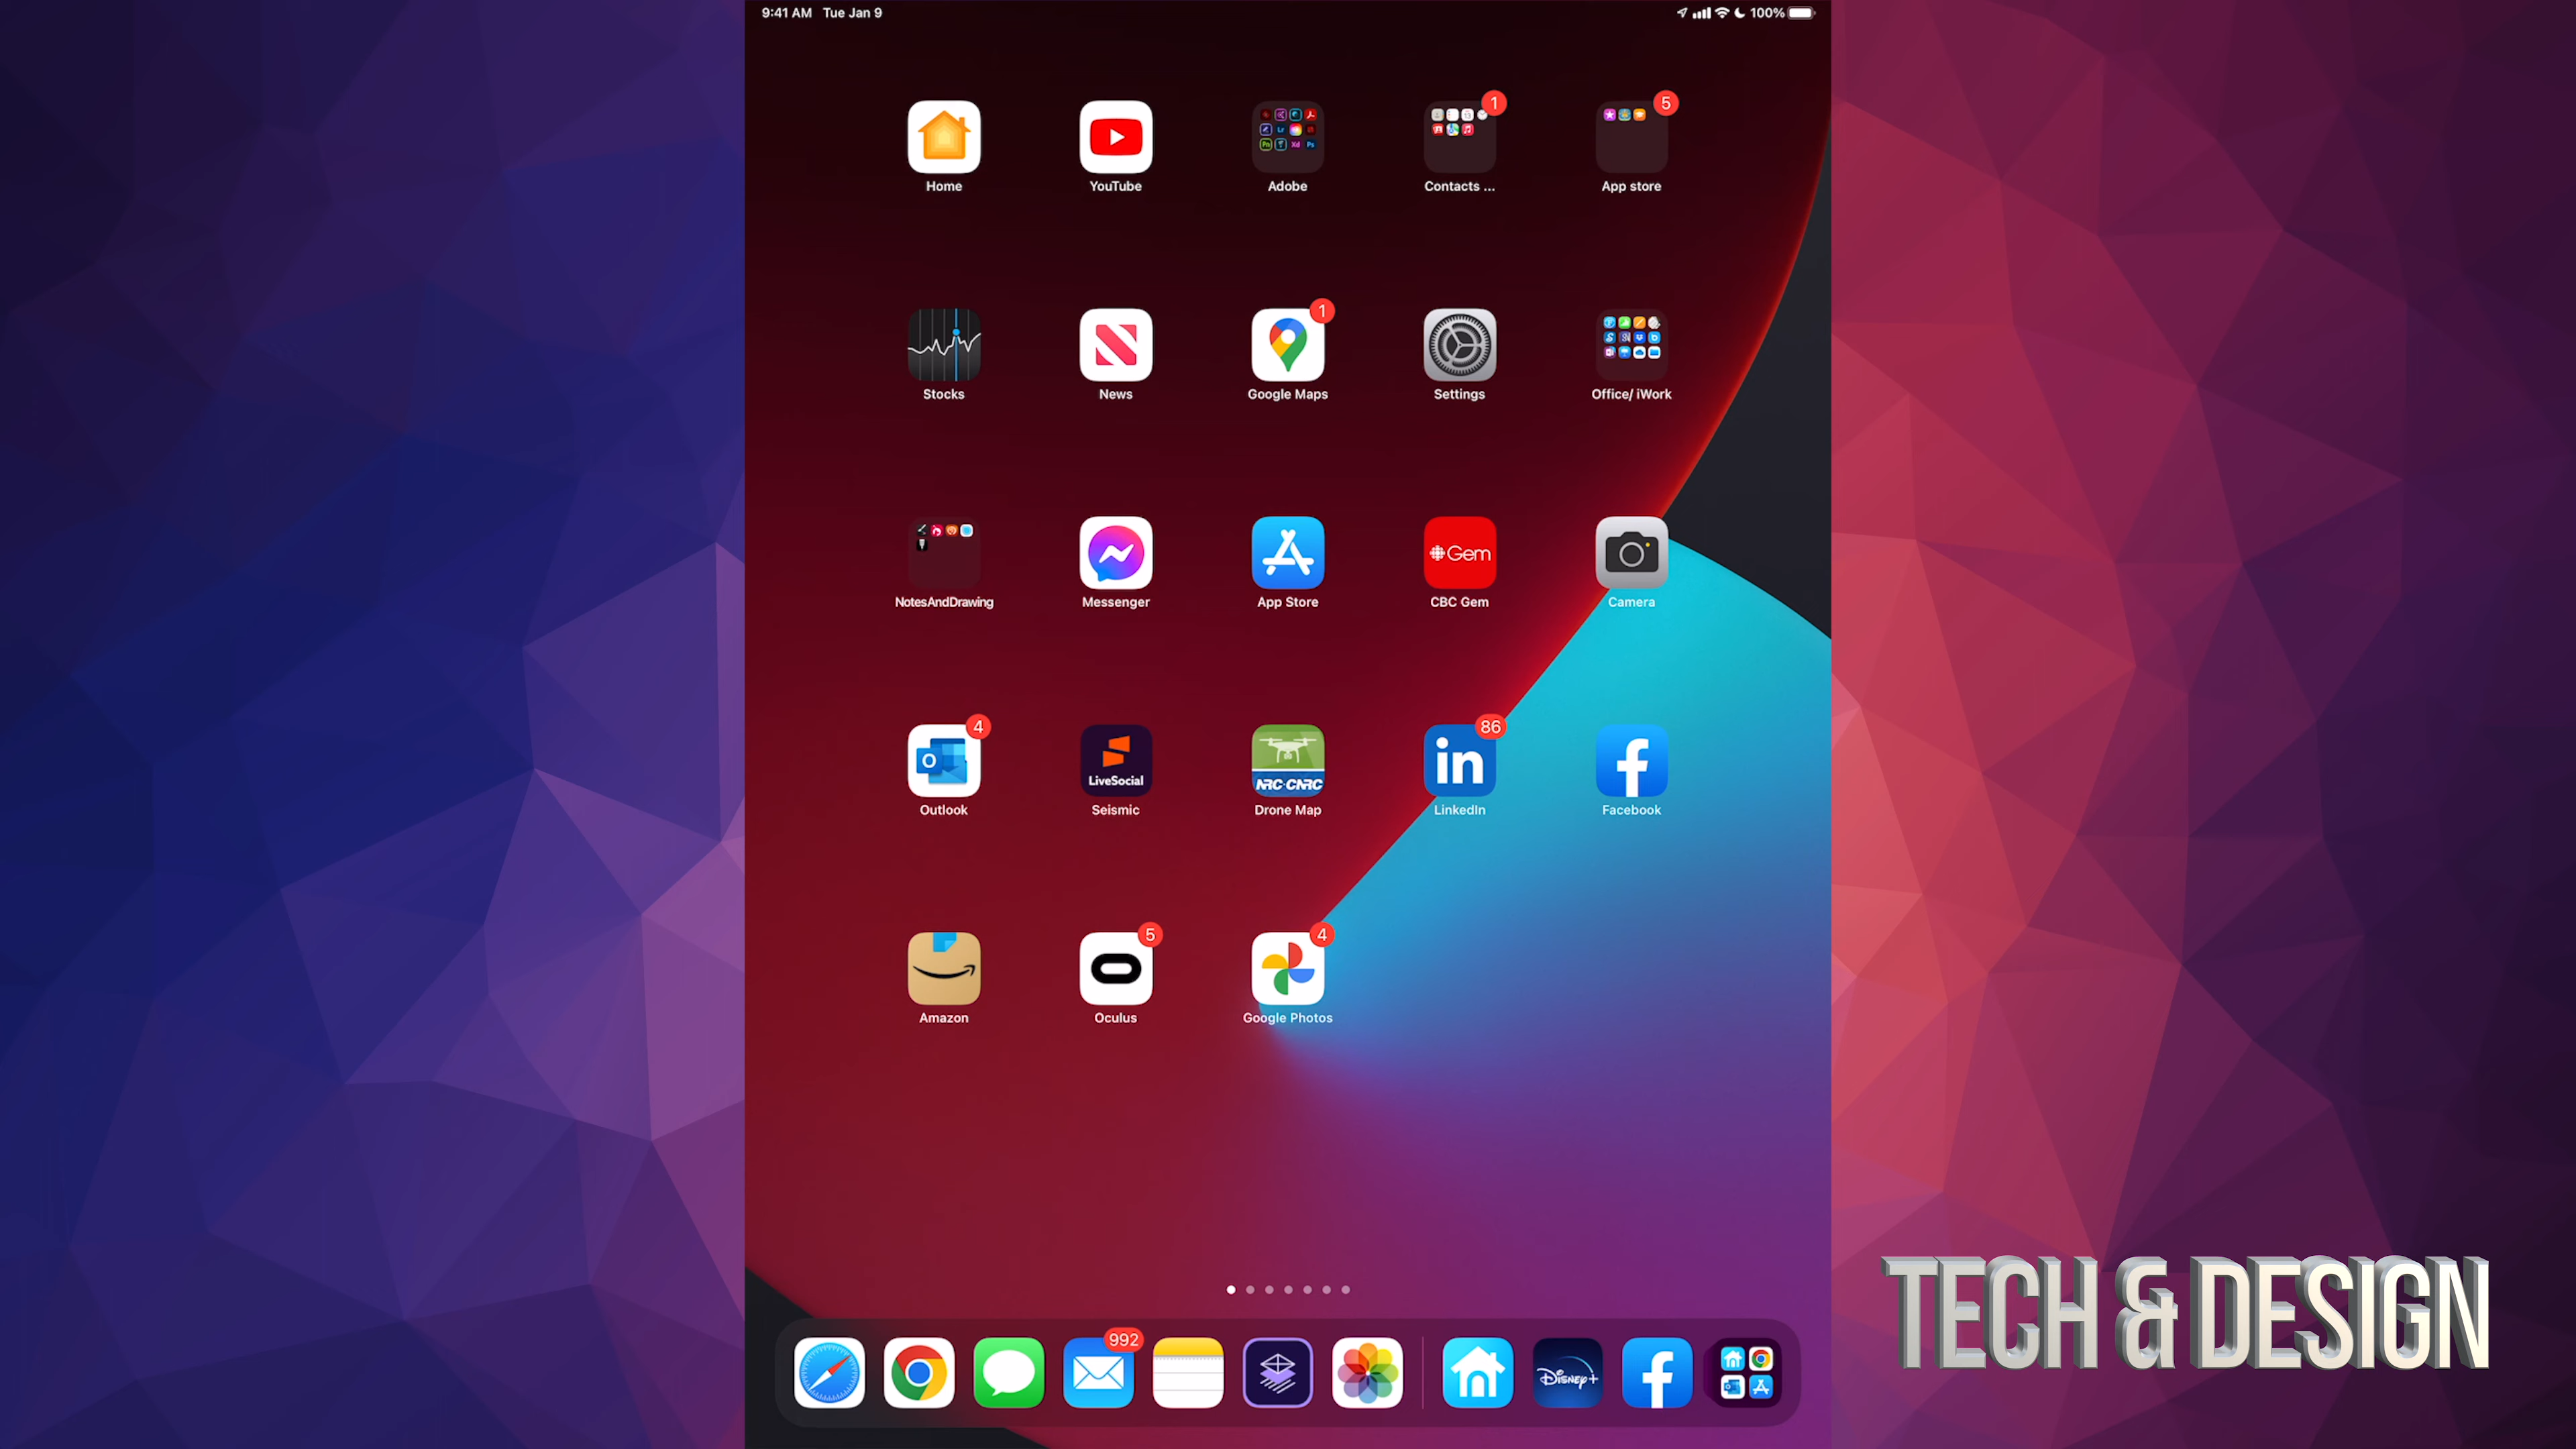 9:41 AM Tue Jan 9
100%
1
5
Home
YouTube
Adobe
Contacts ...
App store
1
Stocks
News
Google Maps
Settings
Office/ iWork
Gem
NotesAndDrawing
Messenger
App Store
CBC Gem
Camera
4
86
LiveSocial
NRC·CNRC
in
Outlook
Seismic
Drone Map
LinkedIn
Facebook
5
4
Amazon
Oculus
Google Photos
992
Disney+
TECH & DESIGN